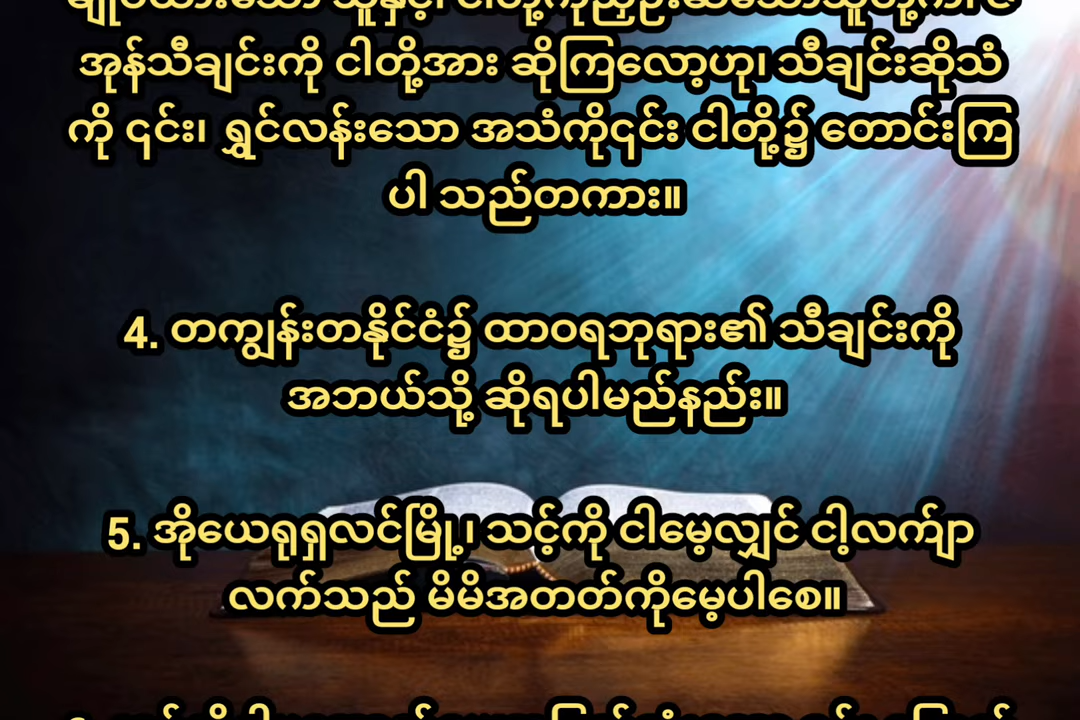 အုန်သီချင်းကို ငါတို့အား ဆိုကြလော့ဟု၊ သီချင်းဆိုသံ
ကို ၎င်း၊ ရွှင်လန်းသော အသံကို၎င်း ငါတို့၌ တောင်းကြ
ပါ သည်တကား။
4. တကျွန်းတနိုင်ငံ၌ ထာဝရဘုရား၏ သီချင်းကို
အဘယ်သို့ ဆိုရပါမည်နည်း။
5. အိုယေရုရှလင်မြို့၊ သင့်ကို ငါမေ့လျှင် ငါ့လက်ျာ
လက်သည် မိမိအတတ်ကိုမေ့ပါစေ။